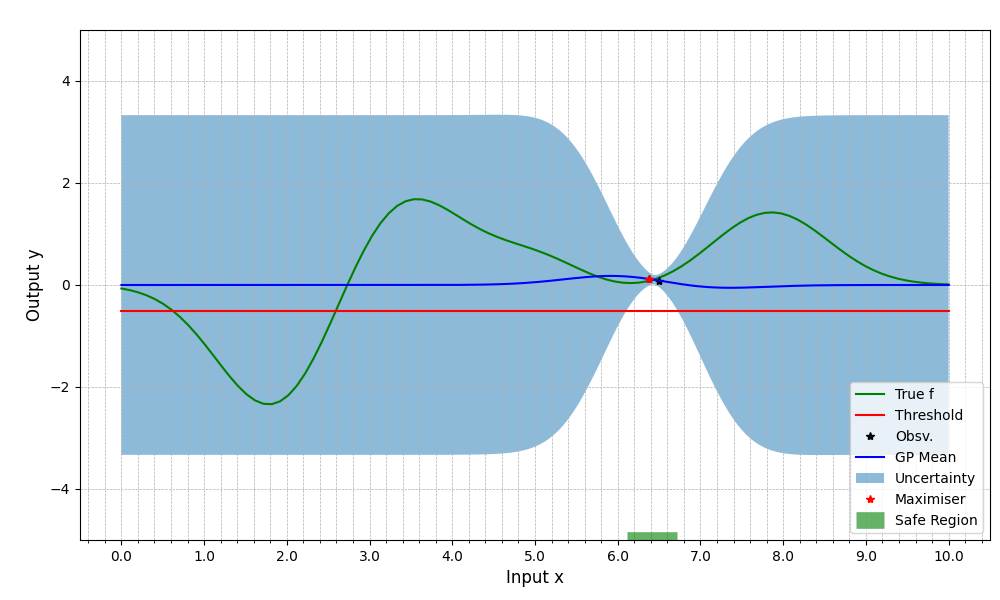 4
2
0
−2
−4
Output y
0.0 1.0 2.0 3.0 4.0 5.0 6.0 7.0 8.0 9.0 10.0
Input x
True f
Threshold
Obsv.
GP Mean
Uncertainty
Maximiser
Safe Region